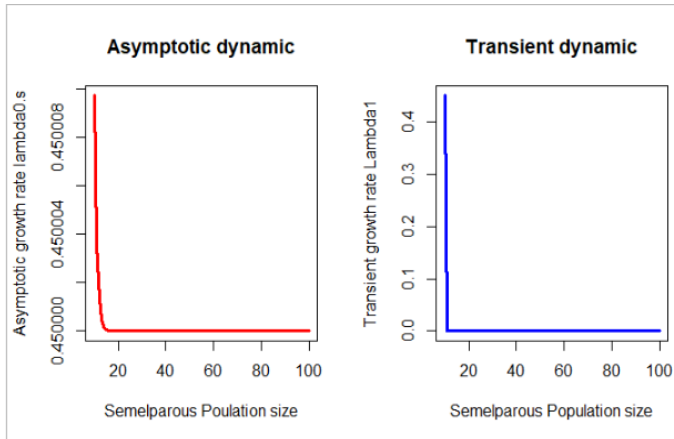 Asymptotic dynamic
Asymptotic growth rate lambda0.s
0.450008
0.450004
0.450000
20 40 60 80 100
Semelparous Poulation size
Transient dynamic
Transient growth rate Lambda1
0.4
0.3
0.2
0.1
0.0
20 40 60 80 100
Semelparous Population size